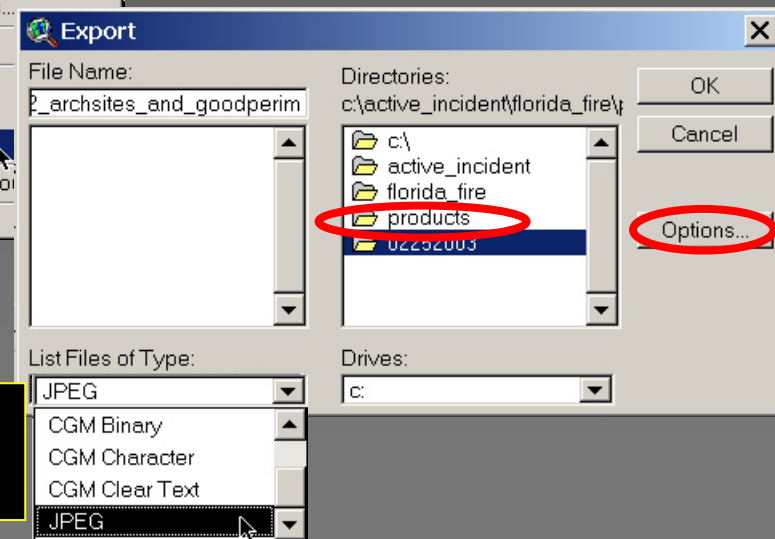 Export
File Name:
2_archsites_and_goodperim
Directories:
c:\active_incident\florida_fire\p
OK
Cancel
c:\
active_incident
florida_fire
products
02252003
Options...
List Files of Type:
JPEG
Drives:
c:
CGM Binary
CGM Character
CGM Clear Text
JPEG